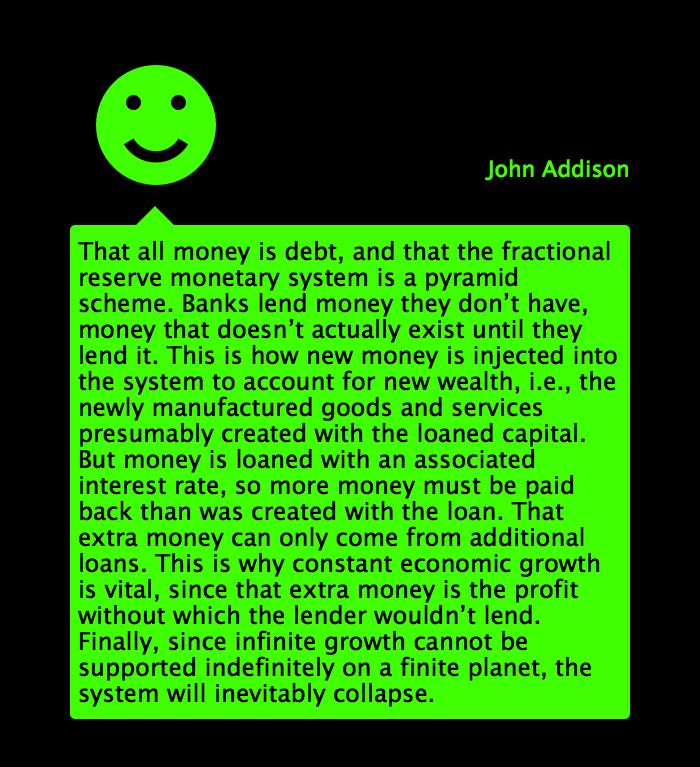 John Addison
That all money is debt, and that the fractional
reserve monetary system is a pyramid
scheme. Banks lend money they don’t have,
money that doesn’t actually exist until they
lend it. This is how new money is injected into
the system to account for new wealth, i.e., the
newly manufactured goods and services
presumably created with the loaned capital.
But money is loaned with an associated
interest rate, so more money must be paid
back than was created with the loan. That
extra money can only come from additional
loans. This is why constant economic growth
is vital, since that extra money is the profit
without which the lender wouldn’t lend.
Finally, since infinite growth cannot be
supported indefinitely on a finite planet, the
system will inevitably collapse.